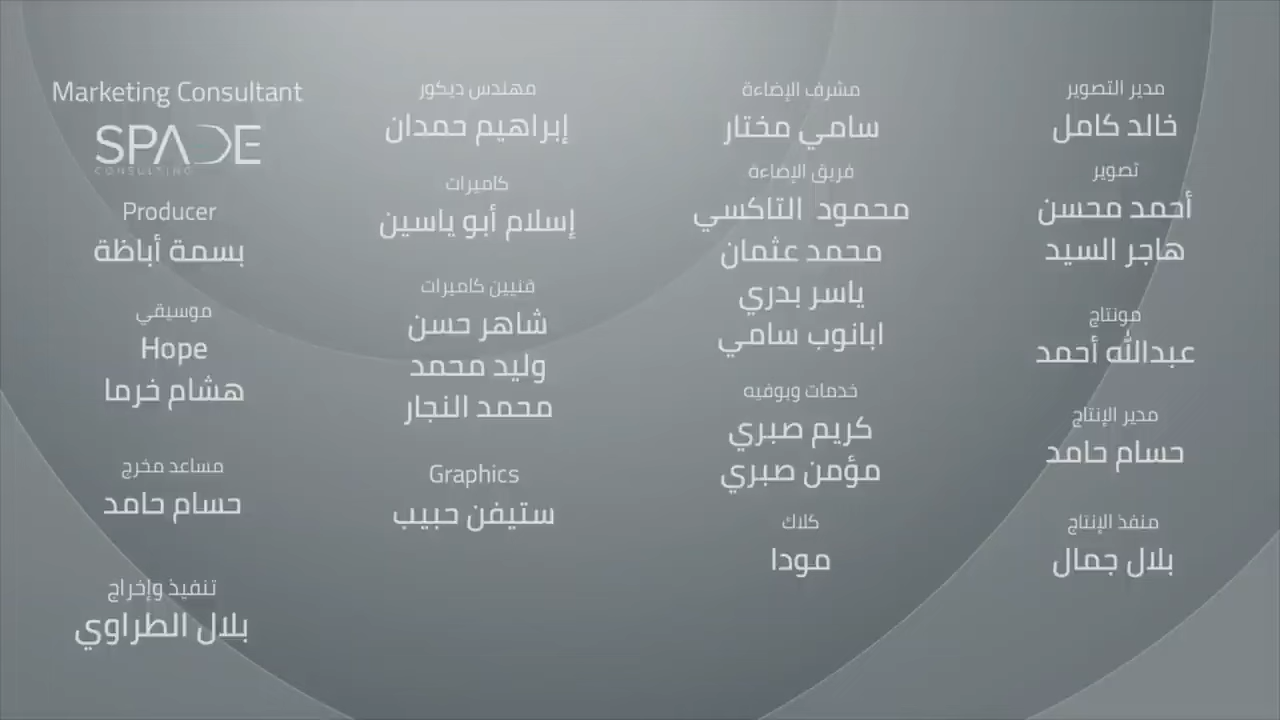 مدير التصوير
خالد كامل
تصوير
أحمد محسن
هاجر السيد
مونتاج
عبدالله أحمد
مدير الإنتاج
حسام حامد
منفذ الإنتاج
بلال جمال
مشرف الإضاءة
سامي مختار
فريق الإضاءة
محمود التاكسي
محمد عثمان
ياسر بدري
ابانوب سامي
خدمات وبوفيه
كريم صبري
مؤمن صبري
كلاك
مودا
مهندس ديكور
إبراهيم حمدان
كاميرات
إسلام أبو ياسين
فنيين كاميرات
شاهر حسن
وليد محمد
محمد النجار
Graphics
ستيفن حبيب
Marketing Consultant
SPADE
CONSULTING
Producer
بسمة أباظة
موسيقي
Hope
هشام خرما
مساعد مخرج
حسام حامد
تنفيذ وإخراج
بلال الطراوي